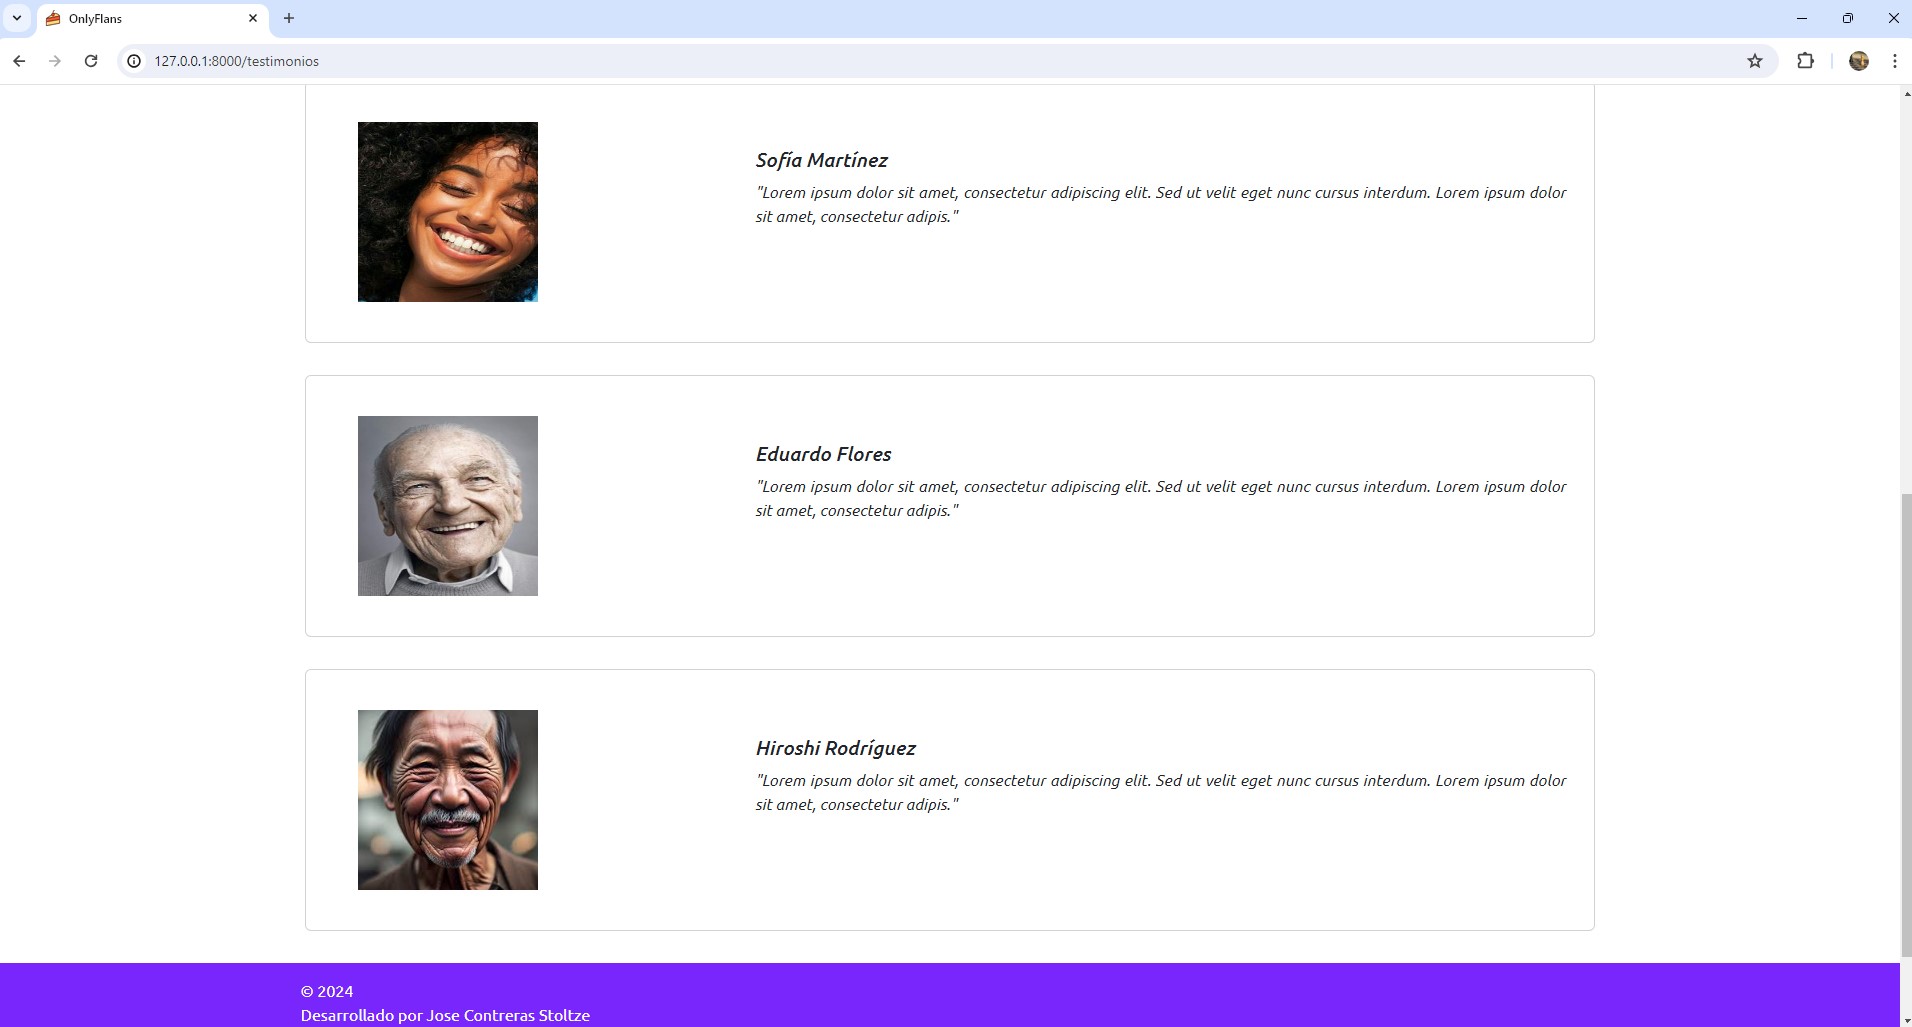 OnlyFlans
127.0.0.1:8000/testimonios
Sofía Martínez
"Lorem ipsum dolor sit amet, consectetur adipiscing elit. Sed ut velit eget nunc cursus interdum. Lorem ipsum dolor
sit amet, consectetur adipis."
Eduardo Flores
"Lorem ipsum dolor sit amet, consectetur adipiscing elit. Sed ut velit eget nunc cursus interdum. Lorem ipsum dolor
sit amet, consectetur adipis."
Hiroshi Rodríguez
"Lorem ipsum dolor sit amet, consectetur adipiscing elit. Sed ut velit eget nunc cursus interdum. Lorem ipsum dolor
sit amet, consectetur adipis."
© 2024
Desarrollado por Jose Contreras Stoltze